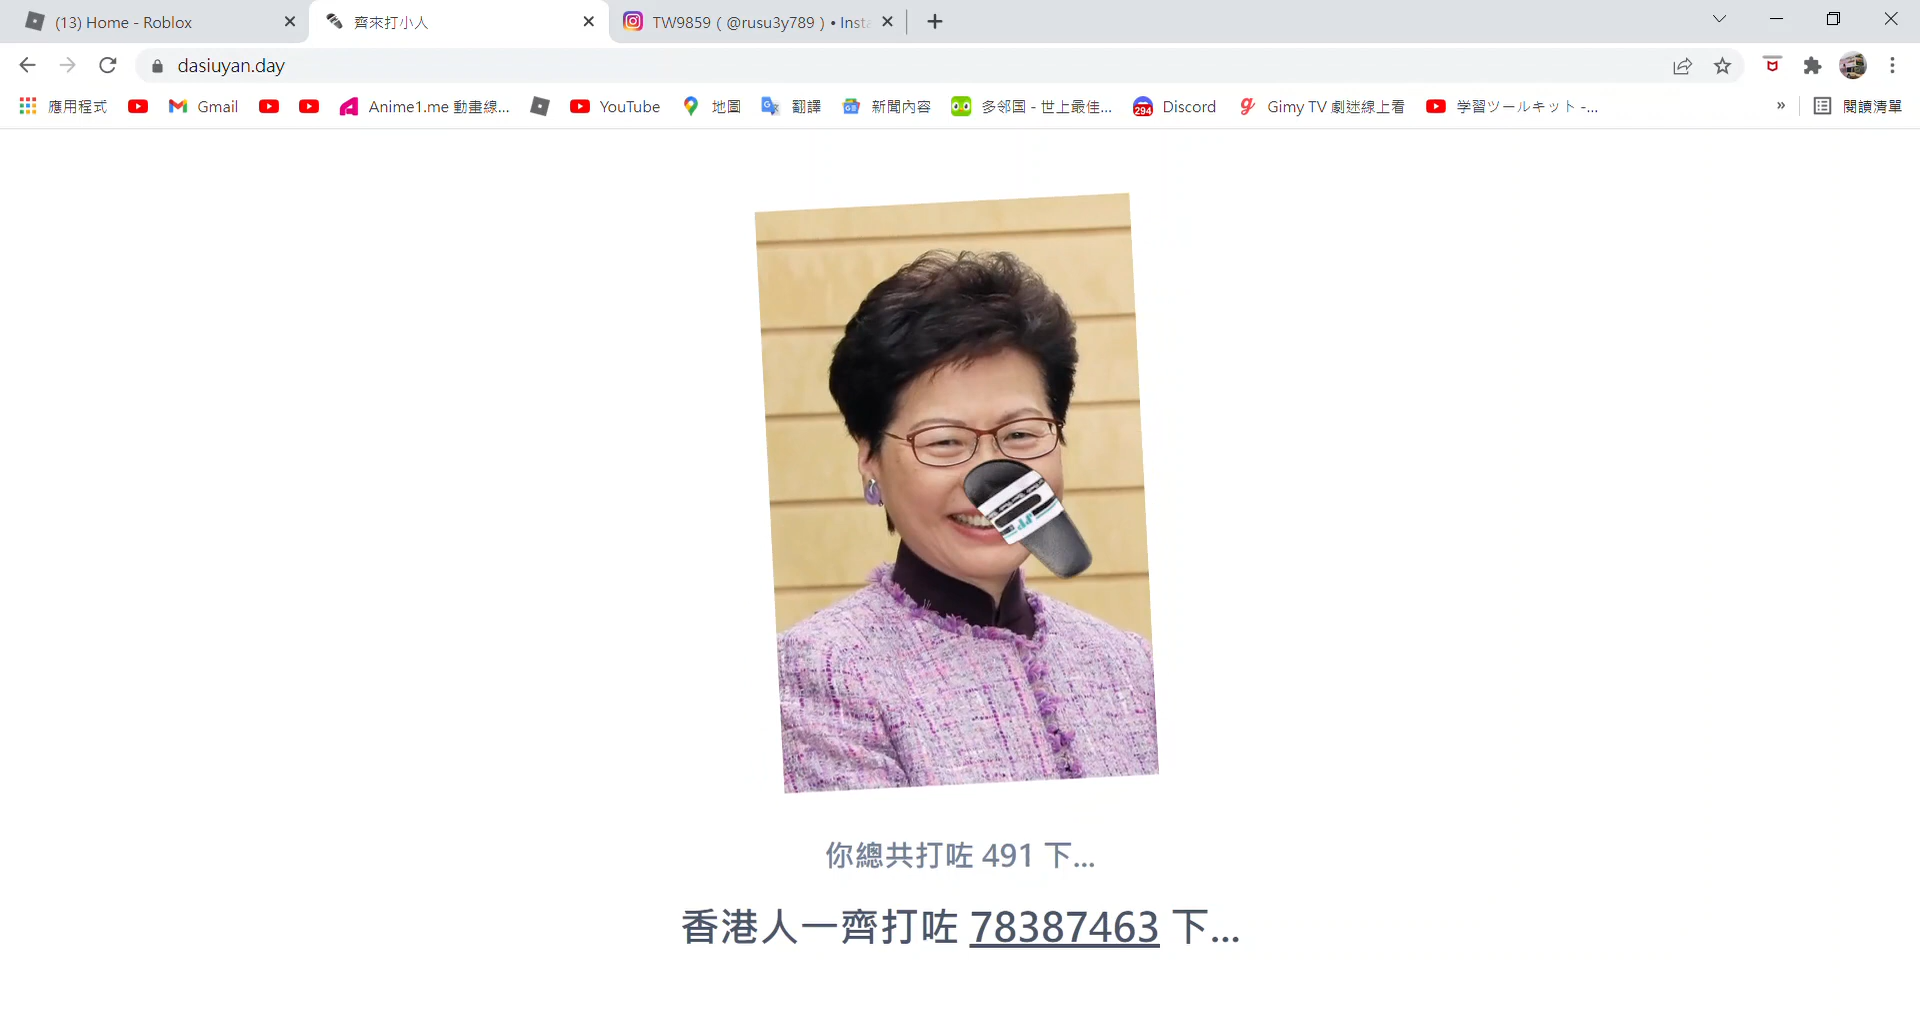 (13) Home - Roblox
齊來打小人
TW9859 ( @rusu3y789 ) • Insta
dasiuyan.day
應用程式
Gmail
Anime1.me 動畫線...
YouTube
地圖
翻譯
新聞內容
多邻国 - 世上最佳...
294
Discord
Gimy TV 劇迷線上看
学習ツールキット -...
»
閱讀清單
你總共打咗 491 下...
香港人一齊打咗 78387463 下...